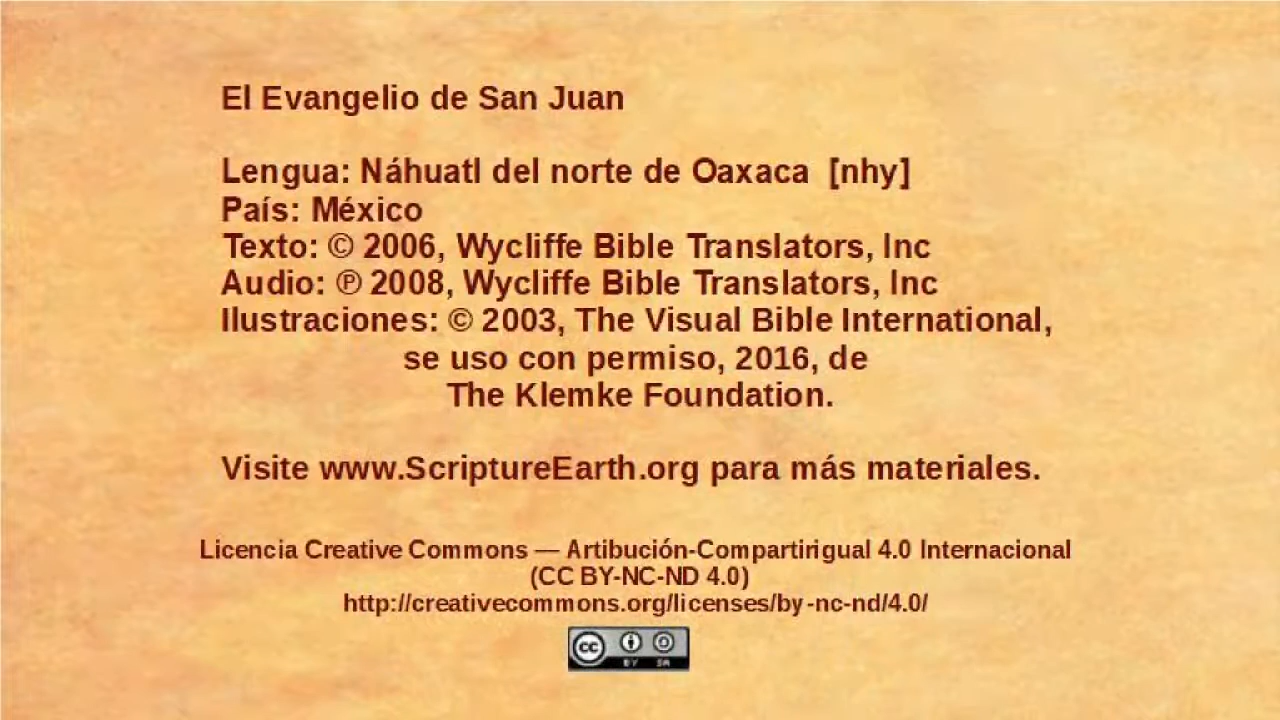 El Evangelio de San Juan
Lengua: Náhuatl del norte de Oaxaca [nhy]
País: México
Texto: © 2006, Wycliffe Bible Translators, Inc
Audio: ℗ 2008, Wycliffe Bible Translators, Inc
Ilustraciones: © 2003, The Visual Bible International,
se uso con permiso, 2016, de
The Klemke Foundation.
Visite www.ScriptureEarth.org para más materiales.
Licencia Creative Commons — Artibución-Compartirigual 4.0 Internacional
(CC BY-NC-ND 4.0)
http://creativecommons.org/licenses/by-nc-nd/4.0/
cc BY SA